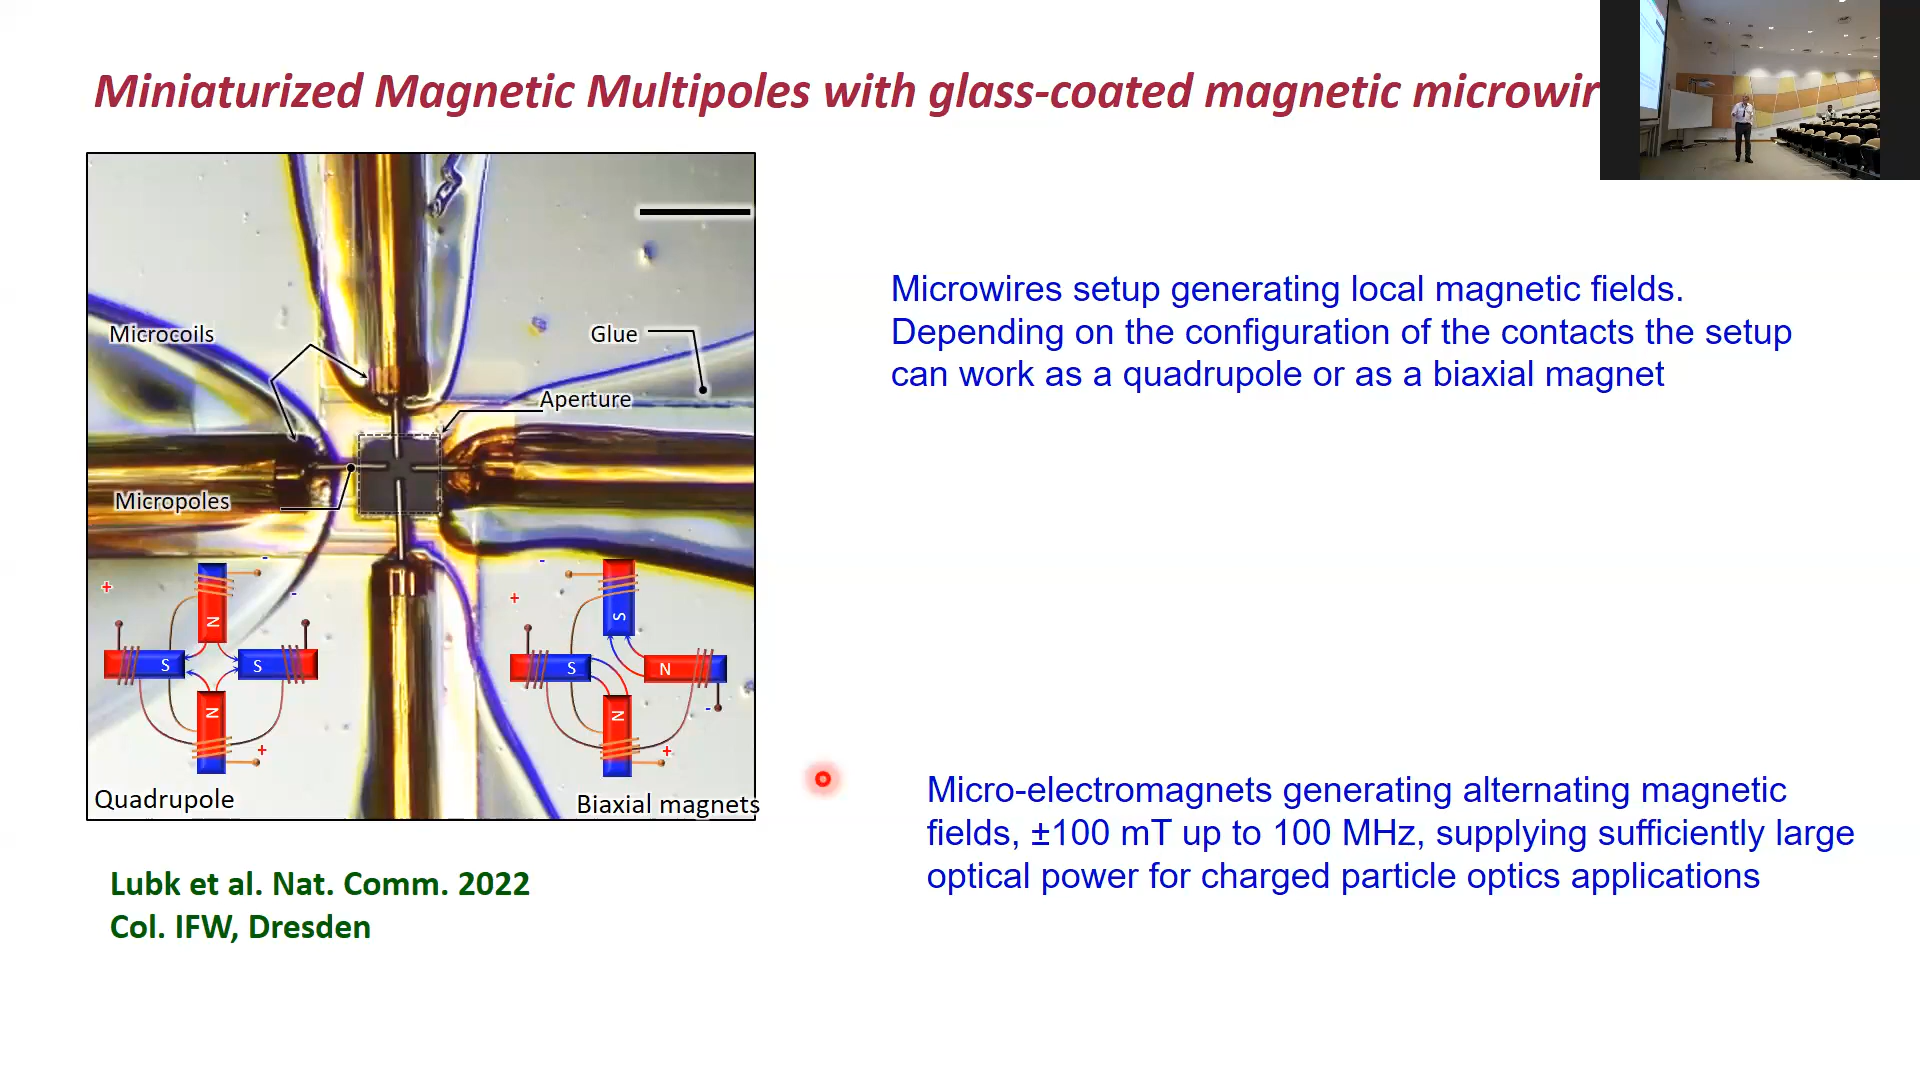 Miniaturized Magnetic Multipoles with glass-coated magnetic microwir
Microcoils
Glue
Aperture
Micropoles
+
-
-
N
S
S
N
+
Quadrupole
-
+
S
S
N
N
-
+
Biaxial magnets
Microwires setup generating local magnetic fields.
Depending on the configuration of the contacts the setup
can work as a quadrupole or as a biaxial magnet
Micro-electromagnets generating alternating magnetic
fields, ±100 mT up to 100 MHz, supplying sufficiently large
optical power for charged particle optics applications
Lubk et al. Nat. Comm. 2022
Col. IFW, Dresden